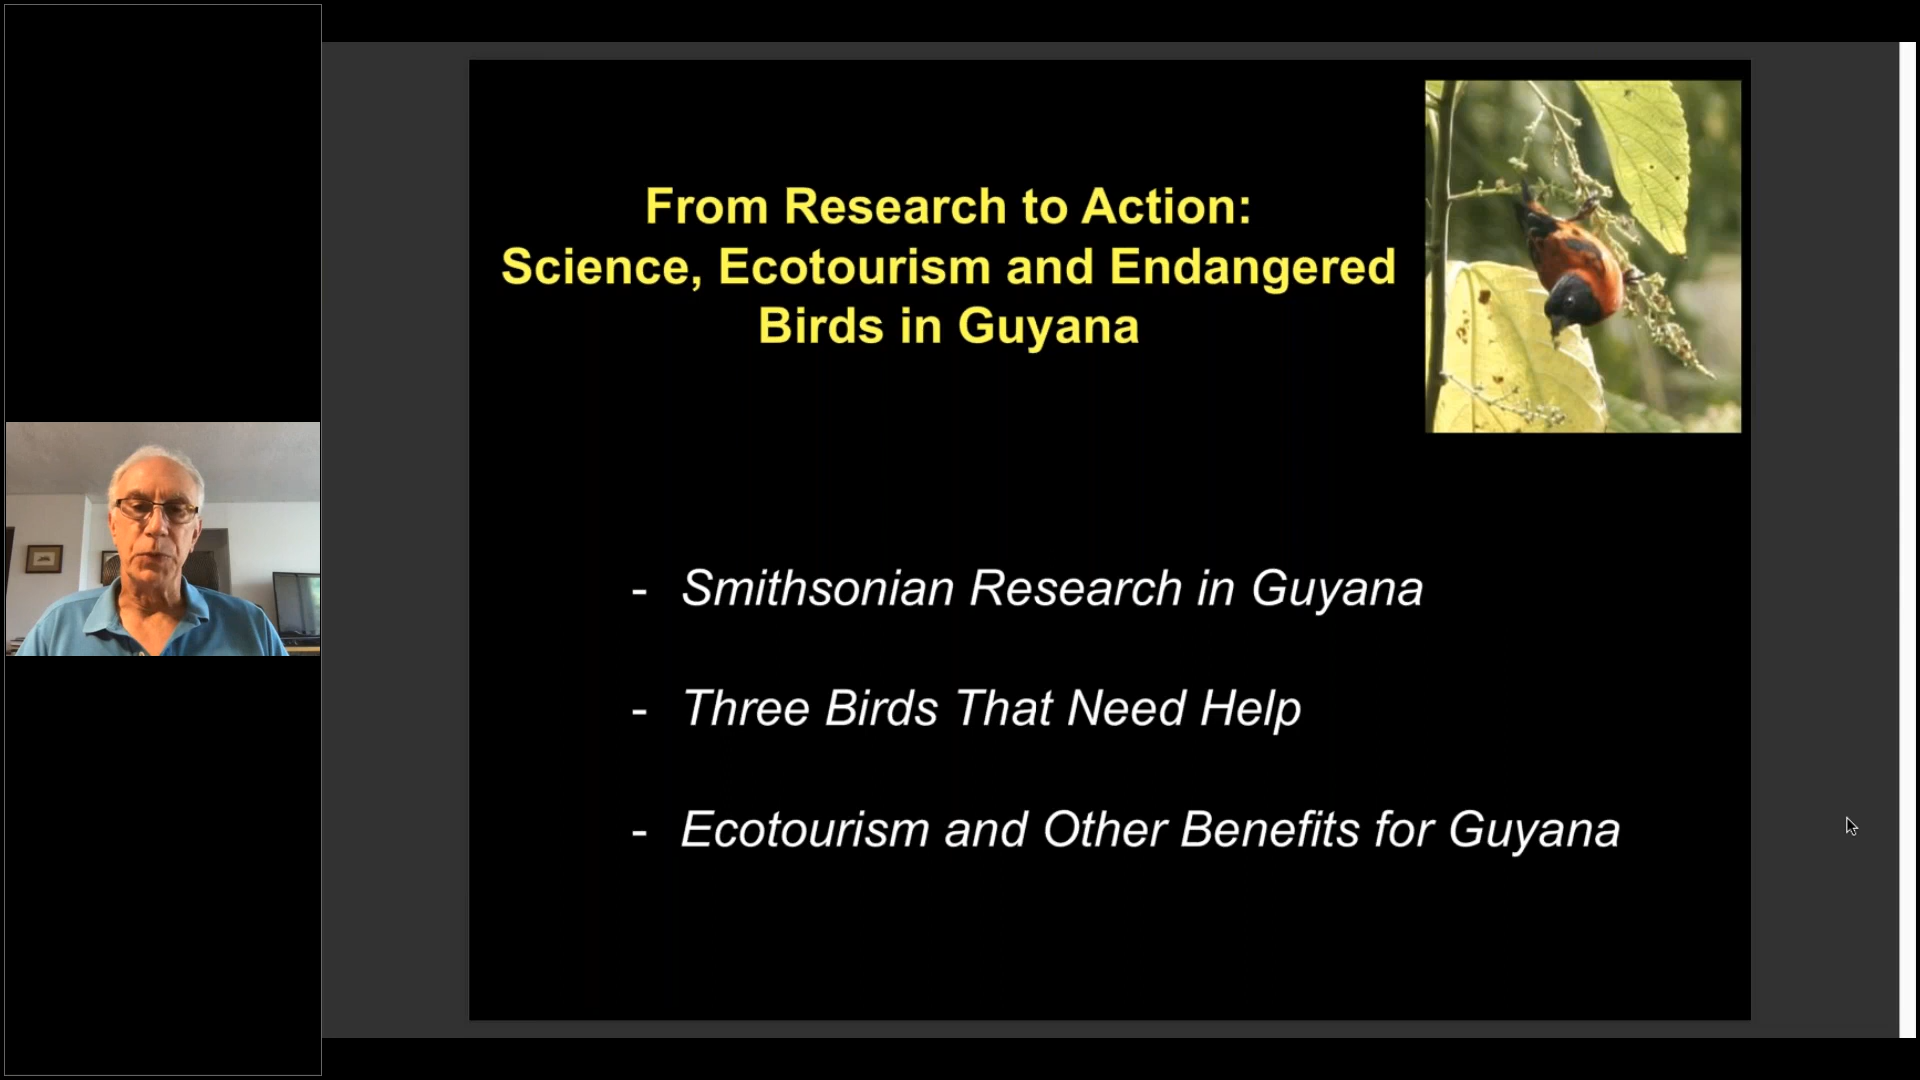 From Research to Action:
Science, Ecotourism and Endangered
Birds in Guyana
- Smithsonian Research in Guyana
- Three Birds That Need Help
- Ecotourism and Other Benefits for Guyana